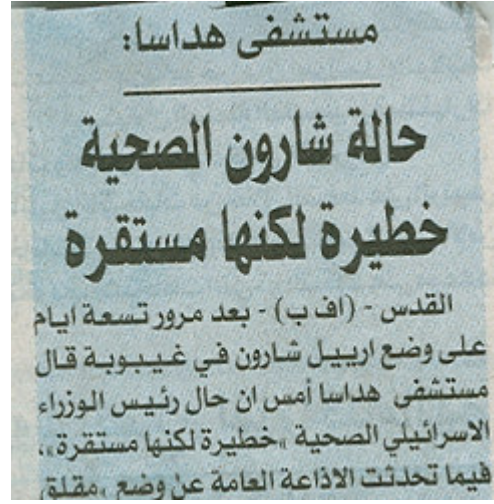 مستشفى هداسا:
حالة شارون الصحية
خطيرة لكنها مستقرة
القدس - (اف ب) - بعد مرور تسعة ايام
على وضع ارييل شارون في غيبوبة قال
مستشفى هداسا أمس ان حال رئيس الوزراء
الاسرائيلي الصحية «خطيرة لكنها مستقرة»،
فيما تحدثت الاذاعة العامة عن وضع «مقلق